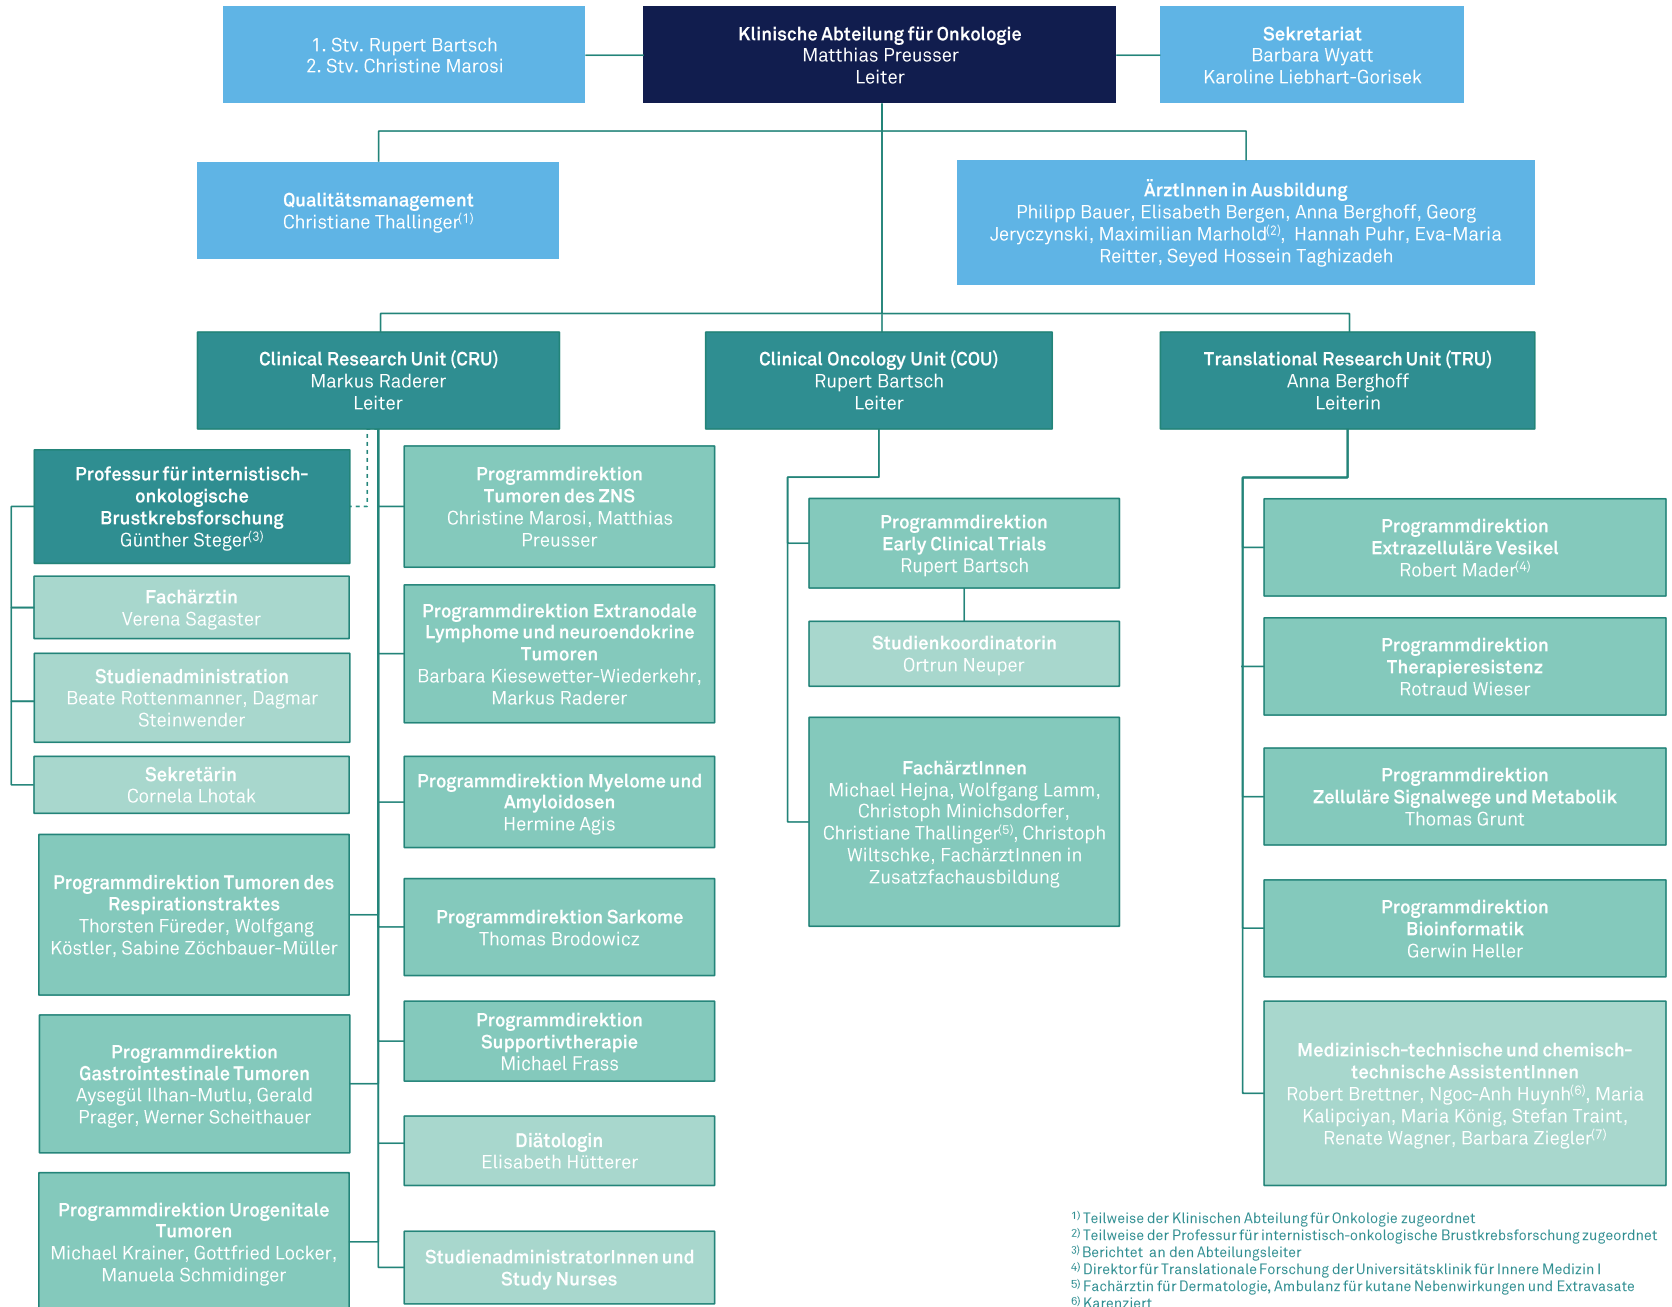 1. Stv. Rupert Bartsch
2. Stv. Christine Marosi
Klinische Abteilung für Onkologie
Matthias Preusser
Leiter
Sekretariat
Barbara Wyatt
Karoline Liebhart-Gorisek
Qualitätsmanagement
Christiane Thallinger(1)
ÄrztInnen in Ausbildung
Philipp Bauer, Elisabeth Bergen, Anna Berghoff, Georg
Jeryczynski, Maximilian Marhold(2), Hannah Puhr, Eva-Maria
Reitter, Seyed Hossein Taghizadeh
Clinical Research Unit (CRU)
Markus Raderer
Leiter
Clinical Oncology Unit (COU)
Rupert Bartsch
Leiter
Translational Research Unit (TRU)
Anna Berghoff
Leiterin
Professur für internistisch-
onkologische
Brustkrebsforschung
Günther Steger(3)
Fachärztin
Verena Sagaster
Studienadministration
Beate Rottenmanner, Dagmar
Steinwender
Sekretärin
Cornela Lhotak
Programmdirektion Tumoren des
Respirationstraktes
Thorsten Füreder, Wolfgang
Köstler, Sabine Zöchbauer-Müller
Programmdirektion
Gastrointestinale Tumoren
Aysegül Ilhan-Mutlu, Gerald
Prager, Werner Scheithauer
Programmdirektion Urogenitale
Tumoren
Michael Krainer, Gottfried Locker,
Manuela Schmidinger
Programmdirektion
Tumoren des ZNS
Christine Marosi, Matthias
Preusser
Programmdirektion Extranodale
Lymphome und neuroendokrine
Tumoren
Barbara Kiesewetter-Wiederkehr,
Markus Raderer
Programmdirektion Myelome und
Amyloidosen
Hermine Agis
Programmdirektion Sarkome
Thomas Brodowicz
Programmdirektion
Supportivtherapie
Michael Frass
Diätologin
Elisabeth Hütterer
StudienadministratorInnen und
Study Nurses
Programmdirektion
Early Clinical Trials
Rupert Bartsch
Studienkoordinatorin
Ortrun Neuper
FachärztInnen
Michael Hejna, Wolfgang Lamm,
Christoph Minichsdorfer,
Christiane Thallinger(5), Christoph
Wiltschke, FachärztInnen in
Zusatzfachausbildung
Programmdirektion
Extrazelluläre Vesikel
Robert Mader(4)
Programmdirektion
Therapieresistenz
Rotraud Wieser
Programmdirektion
Zelluläre Signalwege und Metabolik
Thomas Grunt
Programmdirektion
Bioinformatik
Gerwin Heller
Medizinisch-technische und chemisch-
technische AssistentInnen
Robert Brettner, Ngoc-Anh Huynh(6), Maria
Kalipciyan, Maria König, Stefan Traint,
Renate Wagner, Barbara Ziegler(7)
1) Teilweise der Klinischen Abteilung für Onkologie zugeordnet
2) Teilweise der Professur für internistisch-onkologische Brustkrebsforschung zugeordnet
3) Berichtet an den Abteilungsleiter
4) Direktor für Translationale Forschung der Universitätsklinik für Innere Medizin I
5) Fachärztin für Dermatologie, Ambulanz für kutane Nebenwirkungen und Extravasate
6) Karenziert